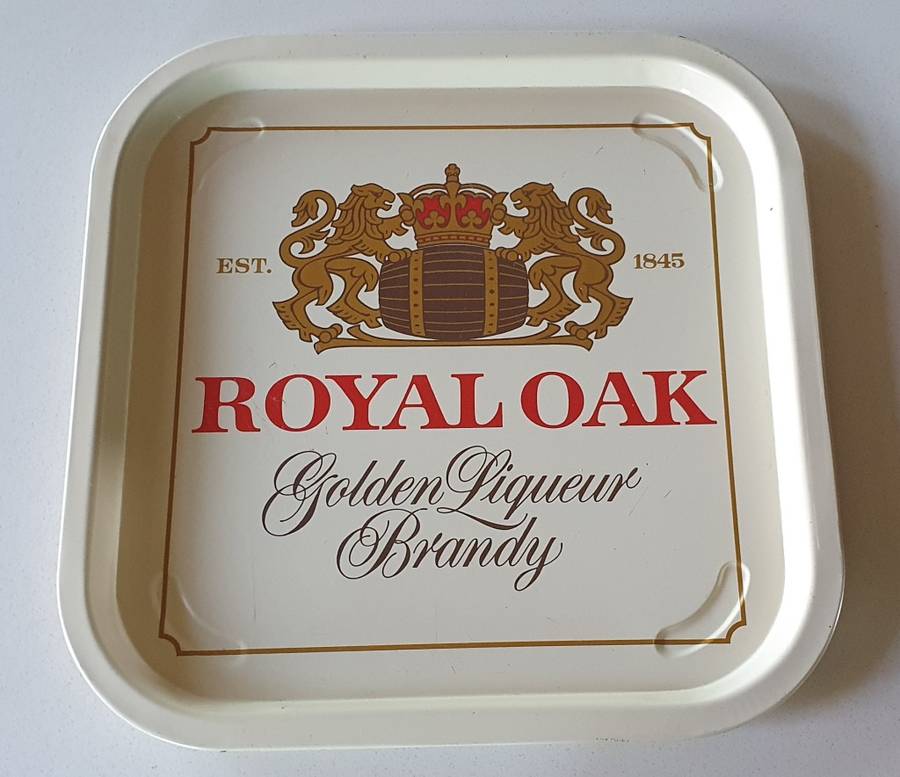 EST. 1845
ROYAL OAK
Golden Liqueur
Brandy